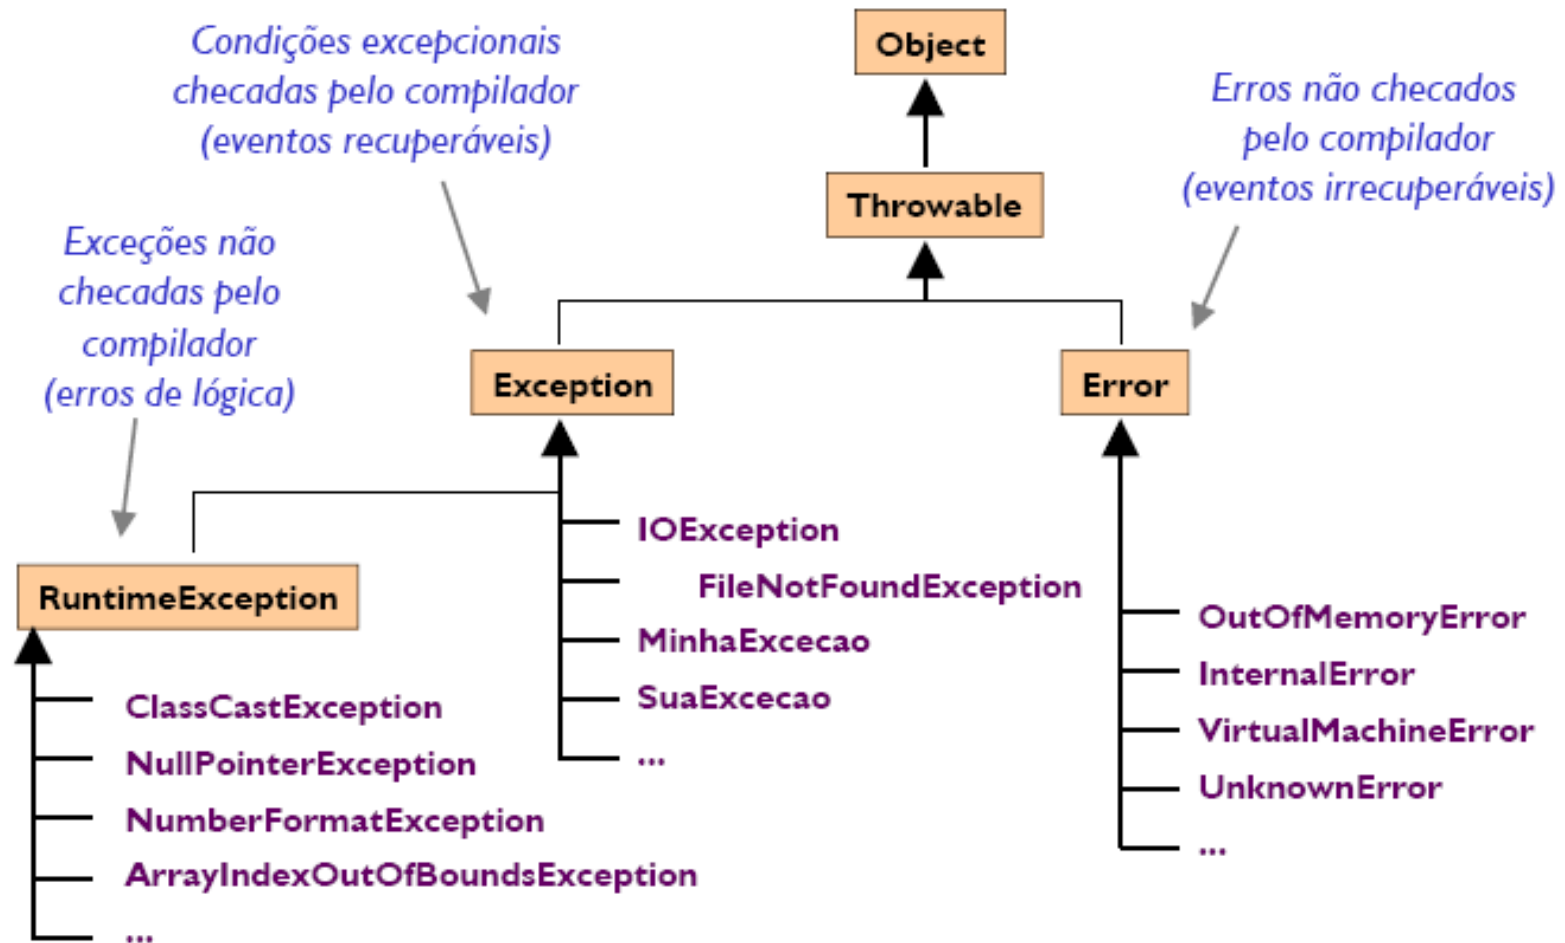 Condições excepcionais
checadas pelo compilador
(eventos recuperáveis)
Object
Erros não checados
pelo compilador
(eventos irrecuperáveis)
Throwable
Exceções não
checadas pelo
compilador
(erros de lógica)
Exception
Error
RuntimeException
ClassCastException
NullPointerException
NumberFormatException
ArrayIndexOutOfBoundsException
...
IOException
FileNotFoundException
MinhaExcecao
SuaExcecao
...
OutOfMemoryError
InternalError
VirtualMachineError
UnknownError
...